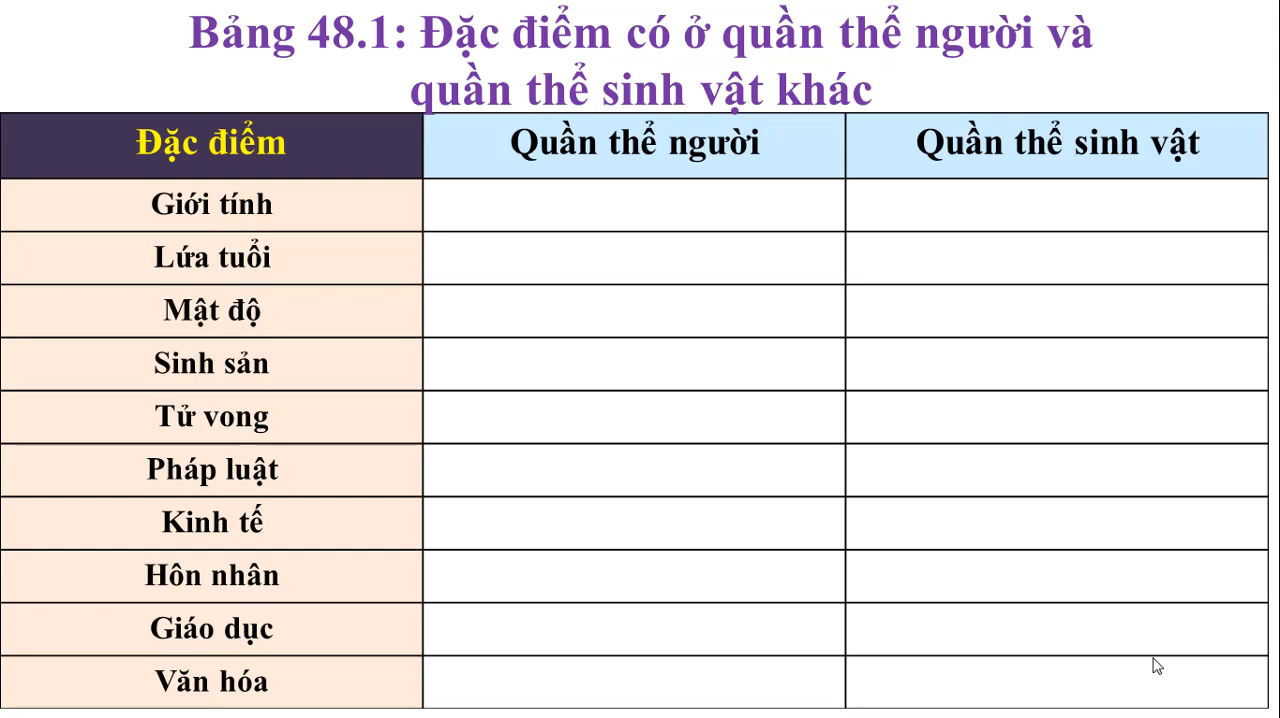 Bảng 48.1: Đặc điểm có ở quần thể người và
quần thể sinh vật khác
Đặc điểm
Quần thể người
Quần thể sinh vật
Giới tính
Lứa tuổi
Mật độ
Sinh sản
Tử vong
Pháp luật
Kinh tế
Hôn nhân
Giáo dục
Văn hóa